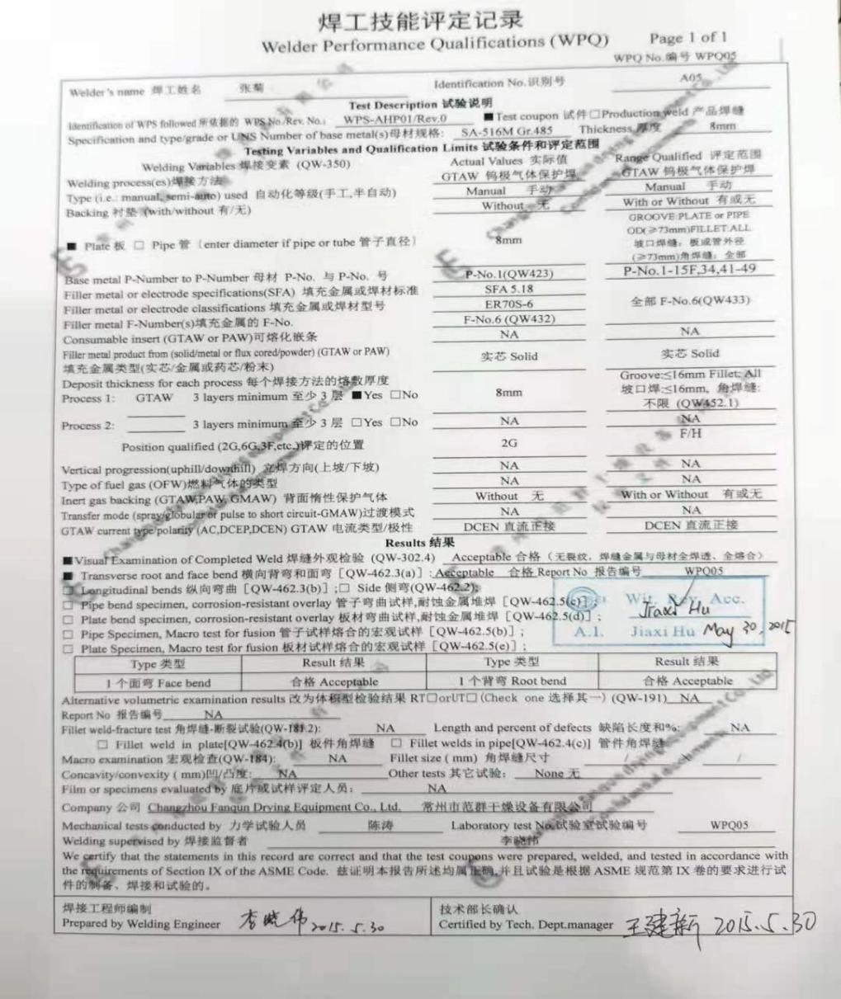 焊工技能评定记录
Welder Performance Qualifications (WPQ) Page 1 of 1
WPQ No.编号 WPQ05
Welder's name 焊工姓名 张菊 Identification No.识别号 A05
Test Description 试验说明
Identification of WPS followed 所依据的 WPS No./Rev. No.: WPS-AHP01/Rev.0 ■Test coupon 试件□Production weld 产品焊缝
Specification and type/grade or UNS Number of base metal(s)母材规格: SA-516M Gr.485 Thickness 厚度 8mm
Testing Variables and Qualification Limits 试验条件和评定范围
Welding Variables 焊接变素 (QW-350) Actual Values 实际值 Range Qualified 评定范围
Welding process(es)焊接方法 GTAW 钨极气体保护焊 GTAW 钨极气体保护焊
Type (i.e.: manual, semi-auto) used 自动化等级(手工,半自动) Manual 手动 Manual 手动
Backing 衬垫 (with/without 有/无) Without 无 With or Without 有或无
■ Plate 板 □ Pipe 管 (enter diameter if pipe or tube 管子直径) 8mm GROOVE:PLATE or PIPE
OD(≥73mm)FILLET:ALL
坡口焊缝: 板或管外径
(≥73mm)角焊缝: 全部
Base metal P-Number to P-Number 母材 P-No. 与 P-No. 号 P-No.1(QW423) P-No.1-15F,34,41-49
Filler metal or electrode specifications(SFA) 填充金属或焊材标准 SFA 5.18
Filler metal or electrode classifications 填充金属或焊材型号 ER70S-6 全部 F-No.6(QW433)
Filler metal F-Number(s)填充金属的 F-No. F-No.6 (QW432)
Consumable insert (GTAW or PAW)可熔化嵌条 NA NA
Filler metal product from (solid/metal or flux cored/powder) (GTAW or PAW)
填充金属类型(实芯/金属或药芯/粉末) 实芯 Solid 实芯 Solid
Deposit thickness for each process 每个焊接方法的熔敷厚度 Groove:≤16mm Fillet: All
Process 1: GTAW 3 layers minimum 至少 3 层 ■Yes □No 8mm 坡口焊:≤16mm, 角焊缝:
不限 (QW452.1)
Process 2: 3 layers minimum 至少 3 层 □Yes □No NA NA
Position qualified (2G,6G,3F,etc.)评定的位置 2G F/H
Vertical progression(uphill/downhill) 立焊方向(上坡/下坡) NA NA
Type of fuel gas (OFW)燃料气体的类型 NA NA
Inert gas backing (GTAW,PAW, GMAW) 背面惰性保护气体 Without 无 With or Without 有或无
Transfer mode (spray/globular or pulse to short circuit-GMAW)过渡模式 NA NA
GTAW current type/polarity (AC,DCEP,DCEN) GTAW 电流类型/极性 DCEN 直流正接 DCEN 直流正接
Results 结果
■Visual Examination of Completed Weld 焊缝外观检验 (QW-302.4) Acceptable 合格 (无裂纹, 焊缝金属与母材全焊透、全熔合)
■ Transverse root and face bend 横向背弯和面弯 [QW-462.3(a)] : Acceptable 合格 Report No 报告编号 WPQ05
□ Longitudinal bends 纵向弯曲 [QW-462.3(b)] ;□ Side 侧弯(QW-462.2);
□ Pipe bend specimen, corrosion-resistant overlay 管子弯曲试样,耐蚀金属堆焊 [QW-462.5(c)] ;
□ Plate bend specimen, corrosion-resistant overlay 板材弯曲试样,耐蚀金属堆焊 [QW-462.5(d)] ;
□ Pipe Specimen, Macro test for fusion 管子试样熔合的宏观试样 [QW-462.5(b)] ;
□ Plate Specimen, Macro test for fusion 板材试样熔合的宏观试样 [QW-462.5(e)] ;
Wit. Rev. Acc.
Jiaxi Hu
A.I. Jiaxi Hu May 30, 2015
Type 类型 Result 结果 Type 类型 Result 结果
1 个面弯 Face bend 合格 Acceptable 1 个背弯 Root bend 合格 Acceptable
Alternative volumetric examination results 改为体积型检验结果 RT□orUT□ (Check one 选择其一) (QW-191) NA
Report No 报告编号 NA
Fillet weld-fracture test 角焊缝-断裂试验(QW-181.2): NA Length and percent of defects 缺陷长度和%: NA
□ Fillet weld in plate[QW-462.4(b)] 板件角焊缝 □ Fillet welds in pipe[QW-462.4(c)] 管件角焊缝
Macro examination 宏观检查(QW-184): NA Fillet size ( mm) 角焊缝尺寸 / ×ch /
Concavity/convexity ( mm)凹/凸度: NA Other tests 其它试验: None 无
Film or specimens evaluated by 底片或试样评定人员: NA
Company 公司 Changzhou Fanqun Drying Equipment Co., Ltd. 常州市范群干燥设备有限公司
Mechanical tests conducted by 力学试验人员 陈涛 Laboratory test No.试验室试验编号 WPQ05
Welding supervised by 焊接监督者 李晓伟
We certify that the statements in this record are correct and that the test coupons were prepared, welded, and tested in accordance with
the requirements of Section IX of the ASME Code. 兹证明本报告所述均属正确,并且试验是根据 ASME 规范第 IX 卷的要求进行试
件的制备、焊接和试验的。
焊接工程师编制 技术部长确认
Prepared by Welding Engineer 李晓伟 2015.5.30 Certified by Tech. Dept.manager 王建新 2015.5.30